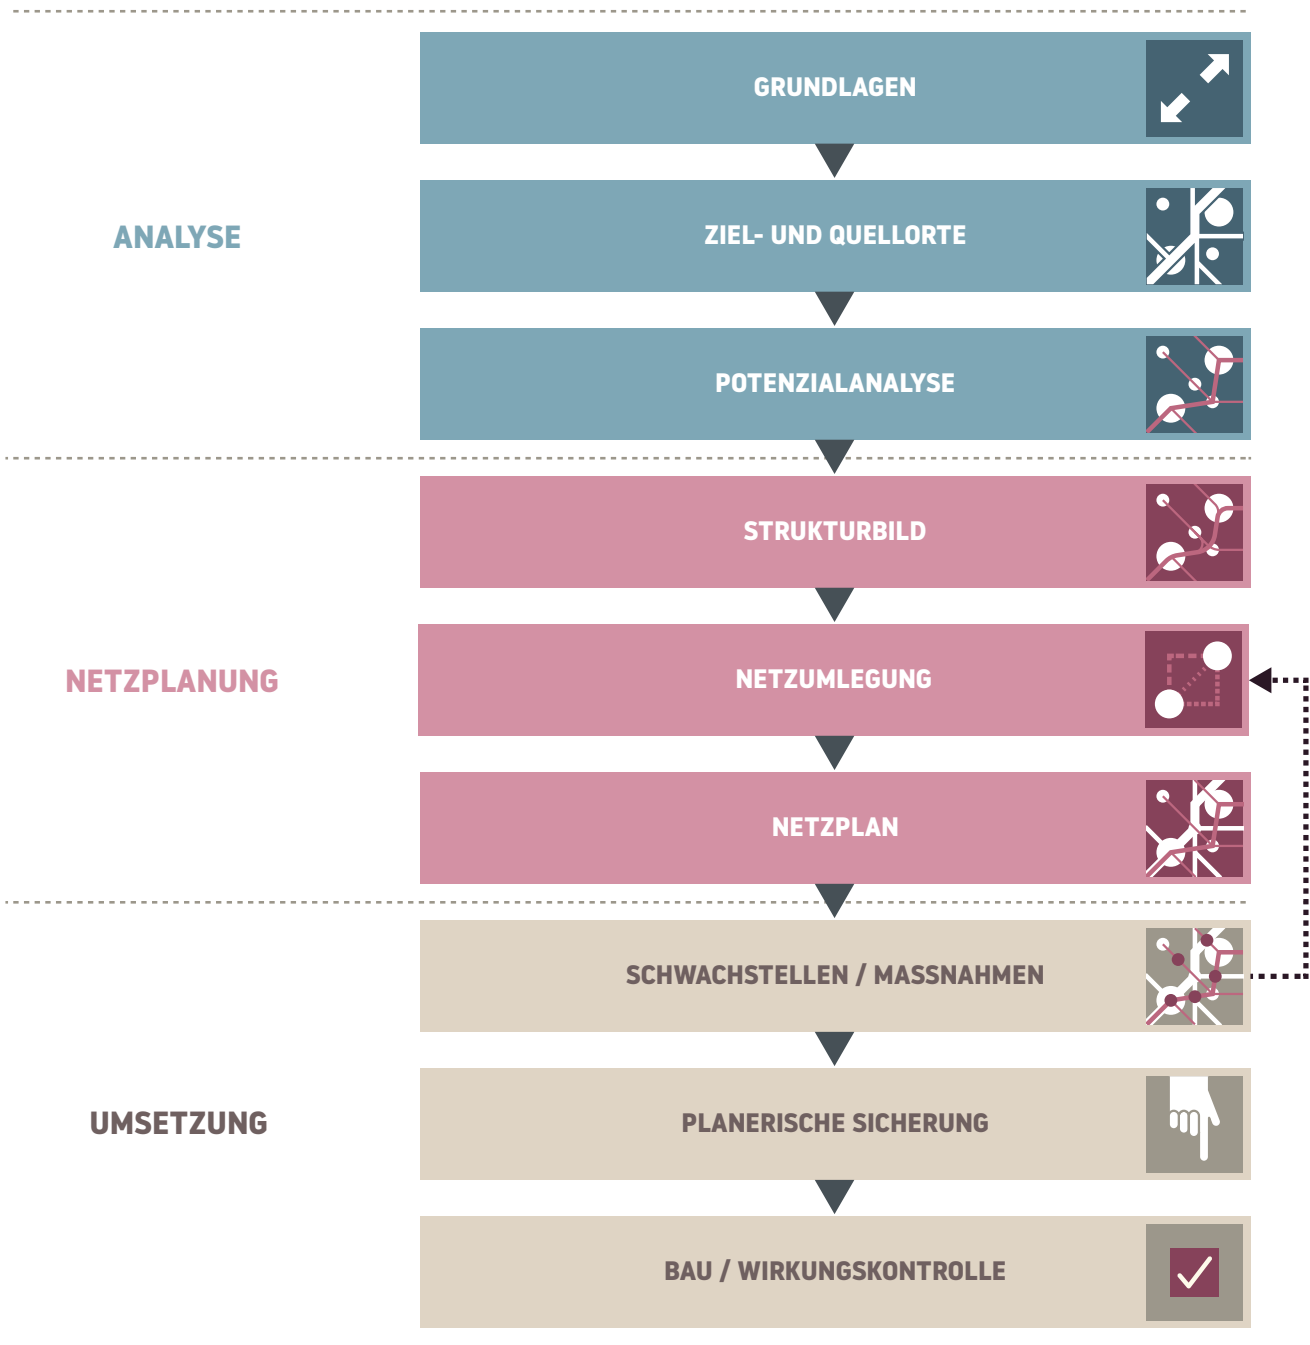 GRUNDLAGEN
ANALYSE
ZIEL- UND QUELLORTE
POTENZIALANALYSE
STRUKTURBILD
NETZPLANUNG
NETZUMLEGUNG
NETZPLAN
SCHWACHSTELLEN / MASSNAHMEN
UMSETZUNG
PLANERISCHE SICHERUNG
BAU / WIRKUNGSKONTROLLE